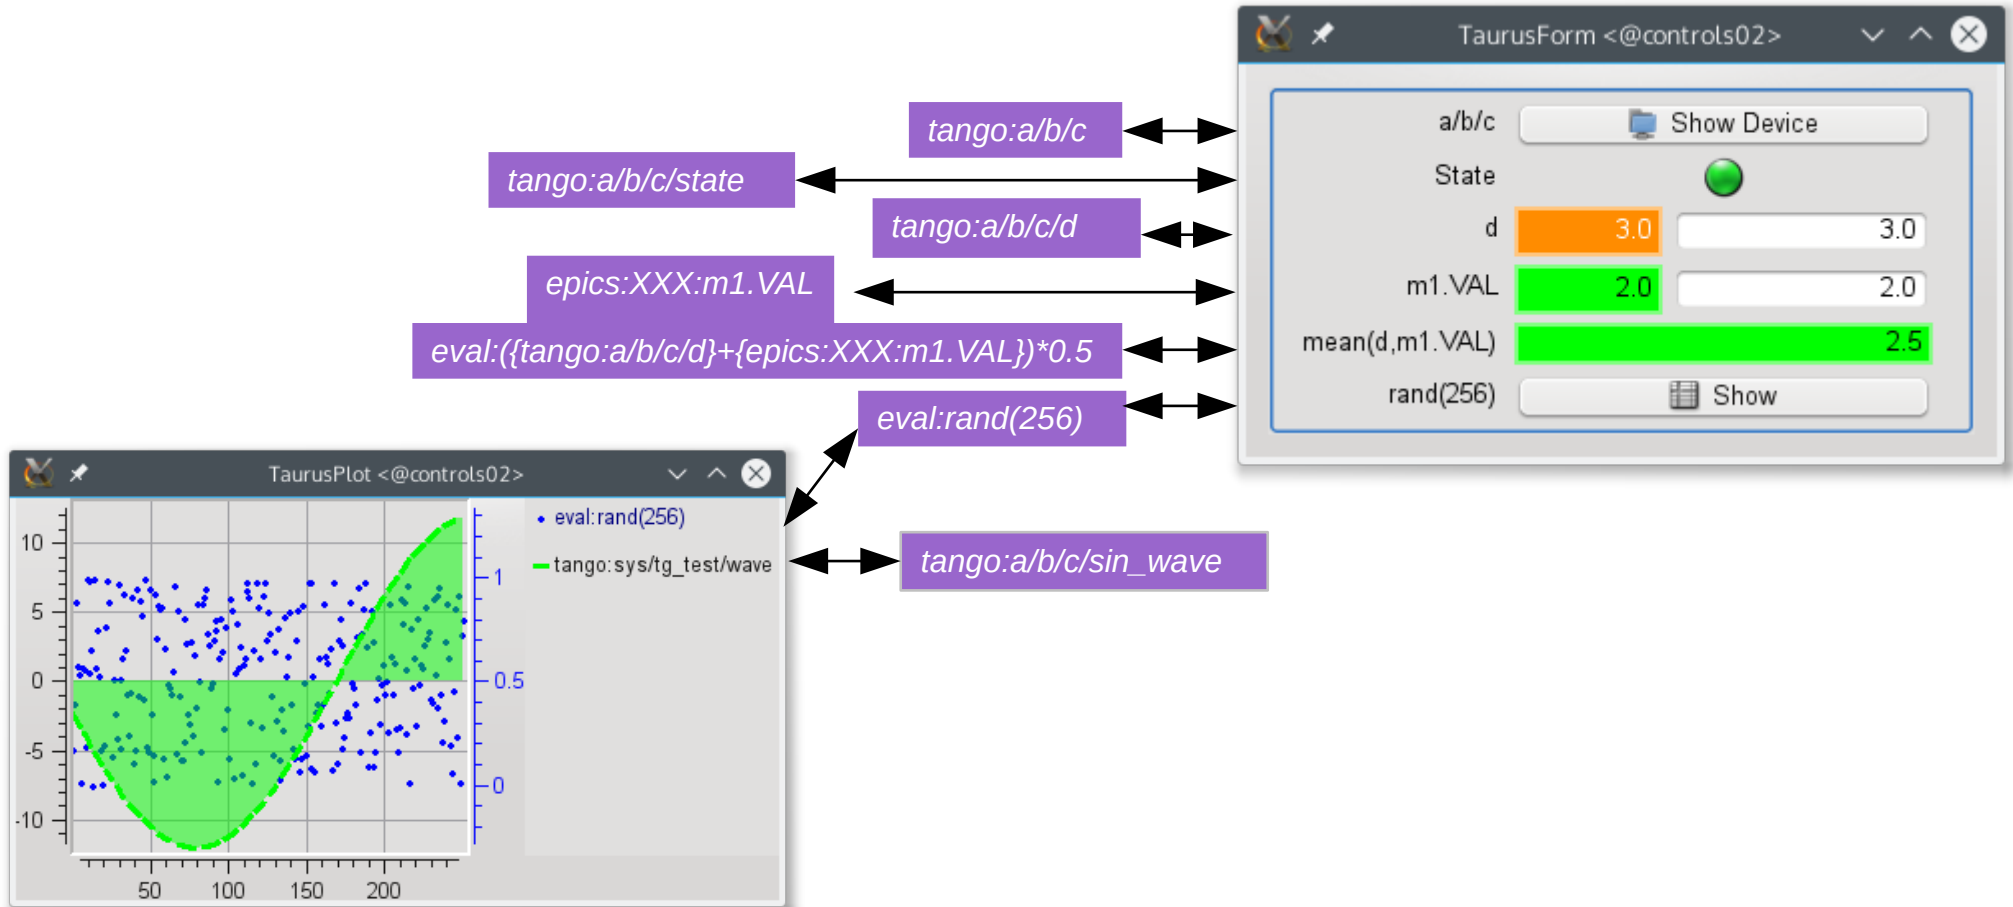 TaurusForm <@controls02>
tango:a/b/c
a/b/c
Show Device
tango:a/b/c/state
State
tango:a/b/c/d
d
3.0
3.0
epics:XXX:m1.VAL
m1.VAL
2.0
2.0
eval:({tango:a/b/c/d}+{epics:XXX:m1.VAL})*0.5
mean(d,m1.VAL)
2.5
eval:rand(256)
rand(256)
Show
TaurusPlot <@controls02>
eval:rand(256)
tango:sys/tg_test/wave
tango:a/b/c/sin_wave
10
5
0
-5
-10
1
0.5
0
50
100
150
200